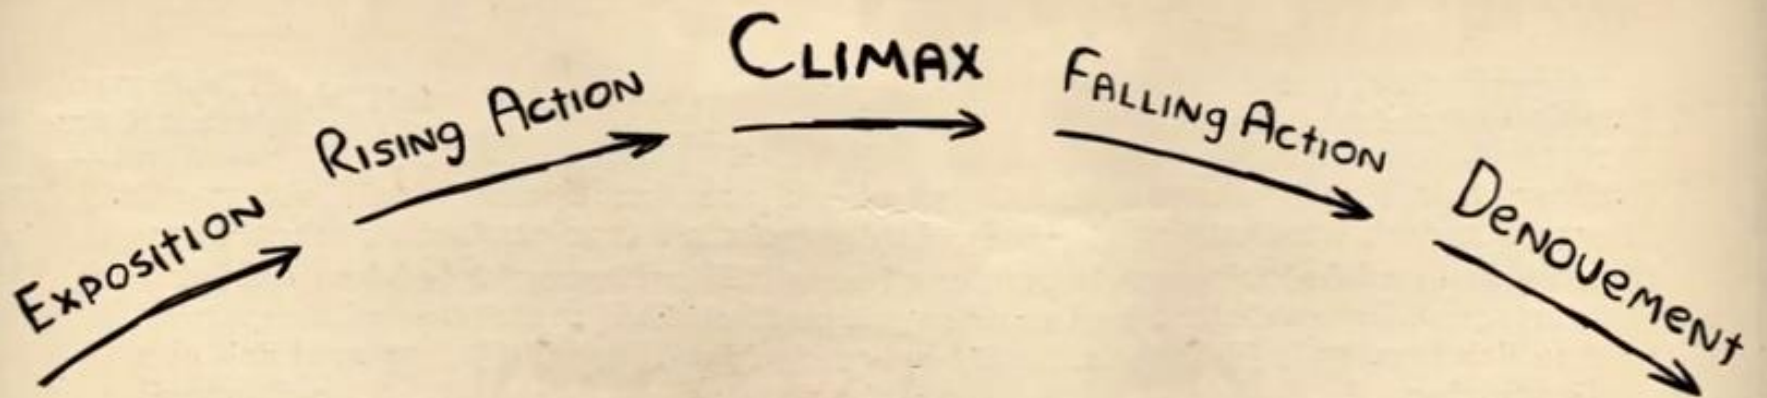 Exposition
Rising Action
Climax
Falling Action
Denouement